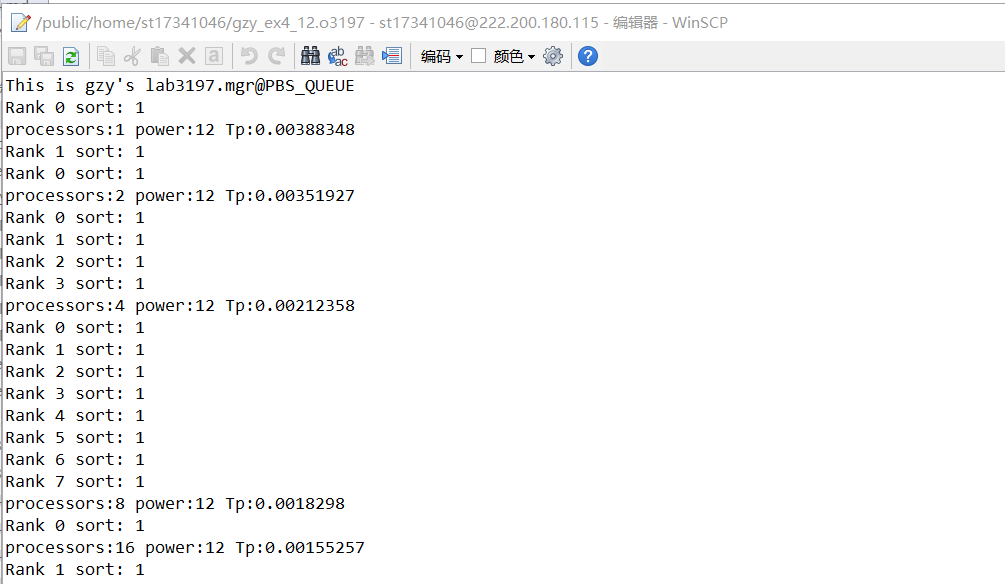 /public/home/st17341046/gzy_ex4_12.o3197 - st17341046@222.200.180.115 - 编辑器 - WinSCP
编码 颜色
This is gzy's lab3197.mgr@PBS_QUEUE
Rank 0 sort: 1
processors:1 power:12 Tp:0.00388348
Rank 1 sort: 1
Rank 0 sort: 1
processors:2 power:12 Tp:0.00351927
Rank 0 sort: 1
Rank 1 sort: 1
Rank 2 sort: 1
Rank 3 sort: 1
processors:4 power:12 Tp:0.00212358
Rank 0 sort: 1
Rank 1 sort: 1
Rank 2 sort: 1
Rank 3 sort: 1
Rank 4 sort: 1
Rank 5 sort: 1
Rank 6 sort: 1
Rank 7 sort: 1
processors:8 power:12 Tp:0.0018298
Rank 0 sort: 1
processors:16 power:12 Tp:0.00155257
Rank 1 sort: 1